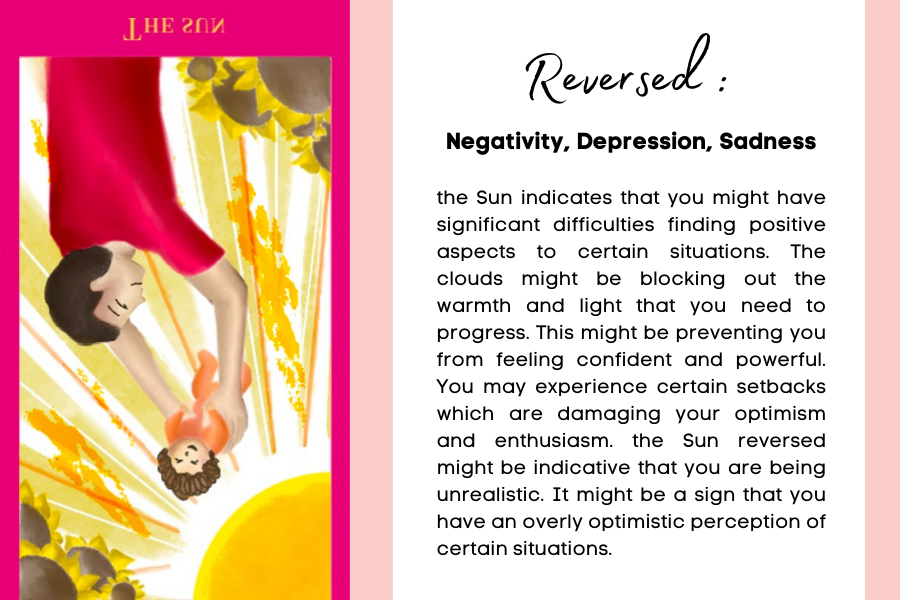 THE SUN
Reversed :
Negativity, Depression, Sadness
the Sun indicates that you might have
significant difficulties finding positive
aspects to certain situations. The
clouds might be blocking out the
warmth and light that you need to
progress. This might be preventing you
from feeling confident and powerful.
You may experience certain setbacks
which are damaging your optimism
and enthusiasm. the Sun reversed
might be indicative that you are being
unrealistic. It might be a sign that you
have an overly optimistic perception of
certain situations.